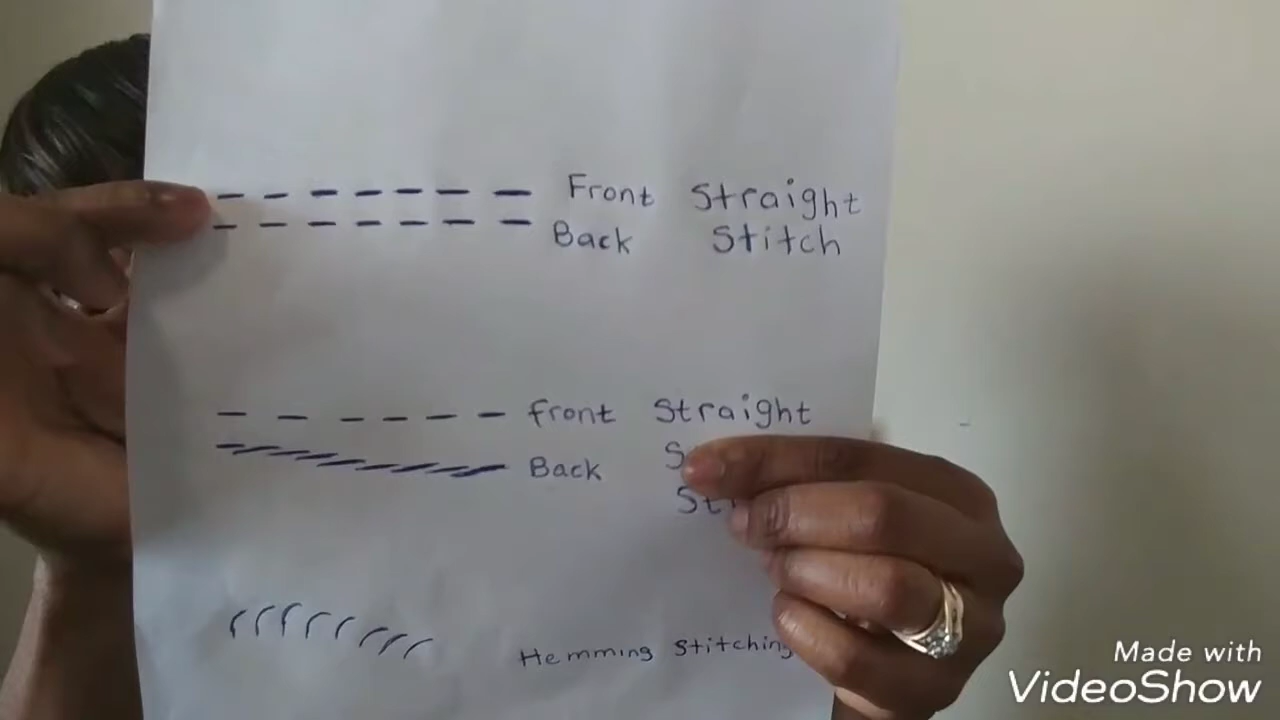 Front Straight
Back Stitch
front Straight
Back
Hemming Stitching
Made with
VideoShow